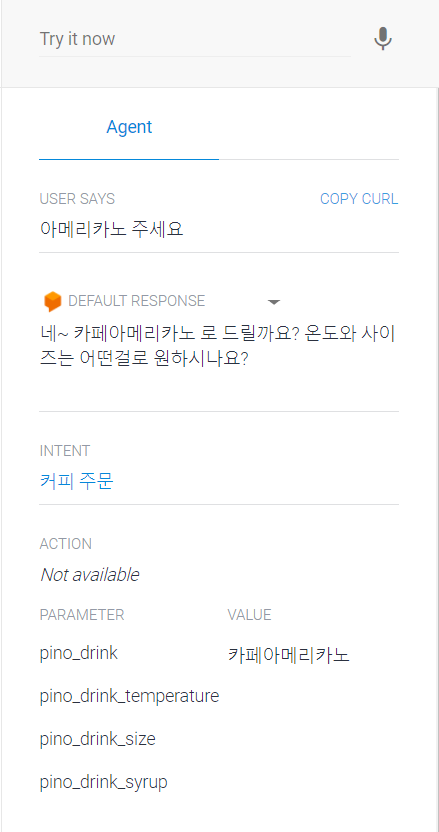 Try it now
Agent
USER SAYS COPY CURL
아메리카노 주세요
DEFAULT RESPONSE
네~ 카페아메리카노 로 드릴까요? 온도와 사이
즈는 어떤걸로 원하시나요?
INTENT
커피 주문
ACTION
Not available
PARAMETER VALUE
pino_drink 카페아메리카노
pino_drink_temperature
pino_drink_size
pino_drink_syrup